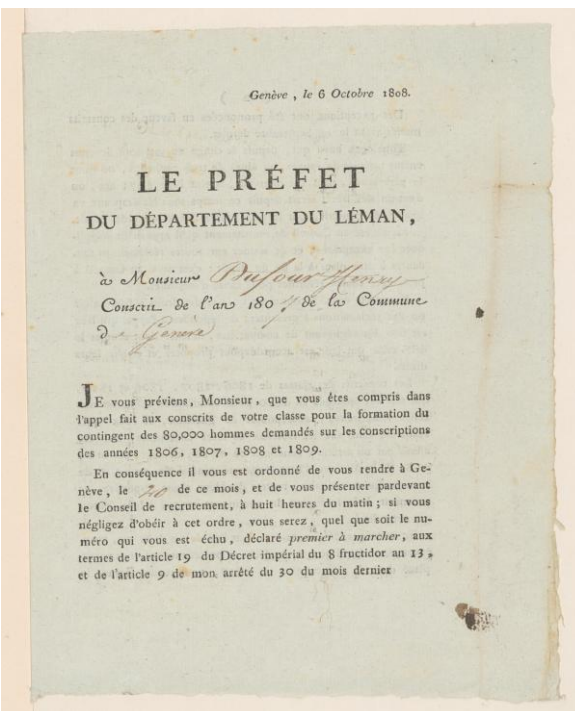 Genève, le 6 Octobre 1808.
LE PRÉFET
DU DÉPARTEMENT DU LÉMAN,
à Monsieur Dufour Henry
Conscrit de l'an 1807 de la Commune
de Genève
JE vous préviens, Monsieur, que vous êtes compris dans
l'appel fait aux conscrits de votre classe pour la formation du
contingent des 80,000 hommes demandés sur les conscriptions
des années 1806, 1807, 1808 et 1809.
En conséquence il vous est ordonné de vous rendre à Ge-
nève, le 20 de ce mois, et de vous présenter pardevant
le Conseil de recrutement, à huit heures du matin; si vous
négligez d'obéir à cet ordre, vous serez, quel que soit le nu-
méro qui vous est échu, déclaré premier à marcher, aux
termes de l'article 19 du Décret impérial du 8 fructidor an 13,
et de l'article 9 de mon arrêté du 30 du mois dernier